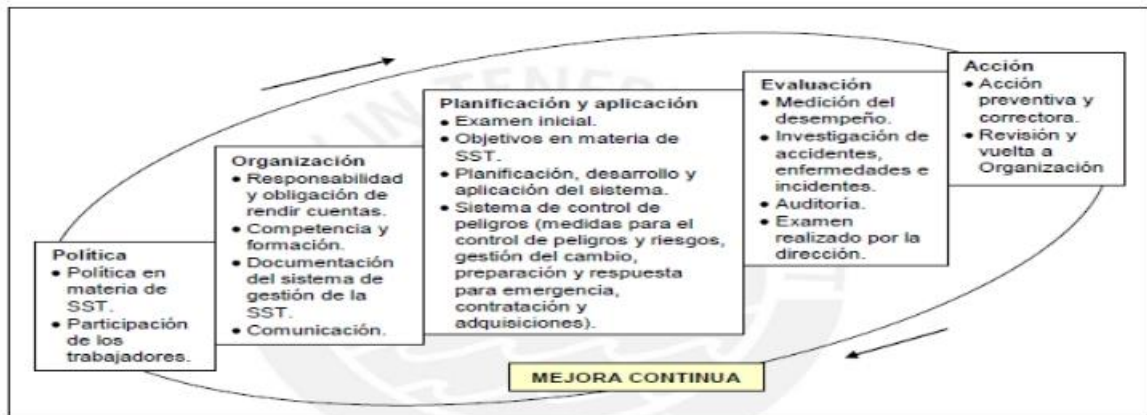 Política
• Política en
materia de
SST.
• Participación
de los
trabajadores.
Organización
• Responsabilidad
y obligación de
rendir cuentas.
• Competencia y
formación.
• Documentación
del sistema de
gestión de la
SST.
• Comunicación.
Planificación y aplicación
• Examen inicial.
• Objetivos en materia de
SST.
• Planificación, desarrollo y
aplicación del sistema.
• Sistema de control de
peligros (medidas para el
control de peligros y riesgos,
gestión del cambio,
preparación y respuesta
para emergencia,
contratación y
adquisiciones).
Evaluación
• Medición del
desempeño.
• Investigación de
accidentes,
enfermedades e
incidentes.
• Auditoría.
• Examen
realizado por la
dirección.
Acción
• Acción
preventiva y
correctora.
• Revisión y
vuelta a
Organización
MEJORA CONTINUA